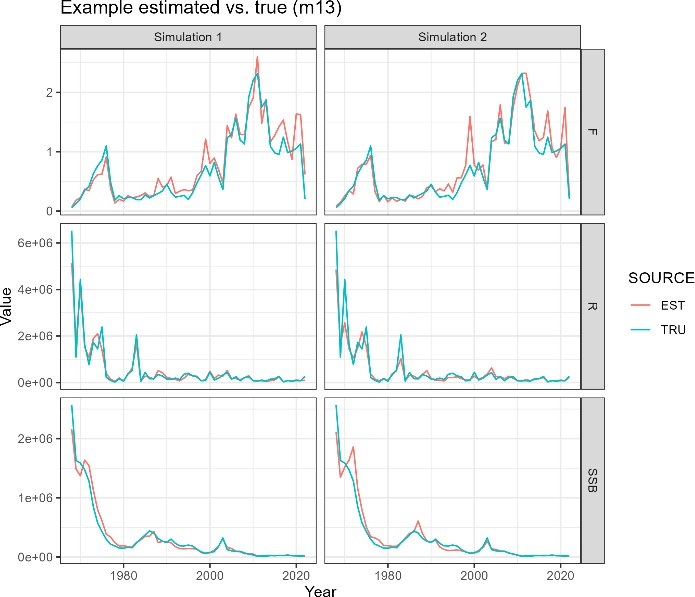 Example estimated vs. true (m13)
Simulation 1
Simulation 2
2
1
0
F
6e+06
4e+06
2e+06
0e+00
R
Value
SOURCE
EST
TRU
2e+06
1e+06
0e+00
SSB
1980
2000
2020
1980
2000
2020
Year